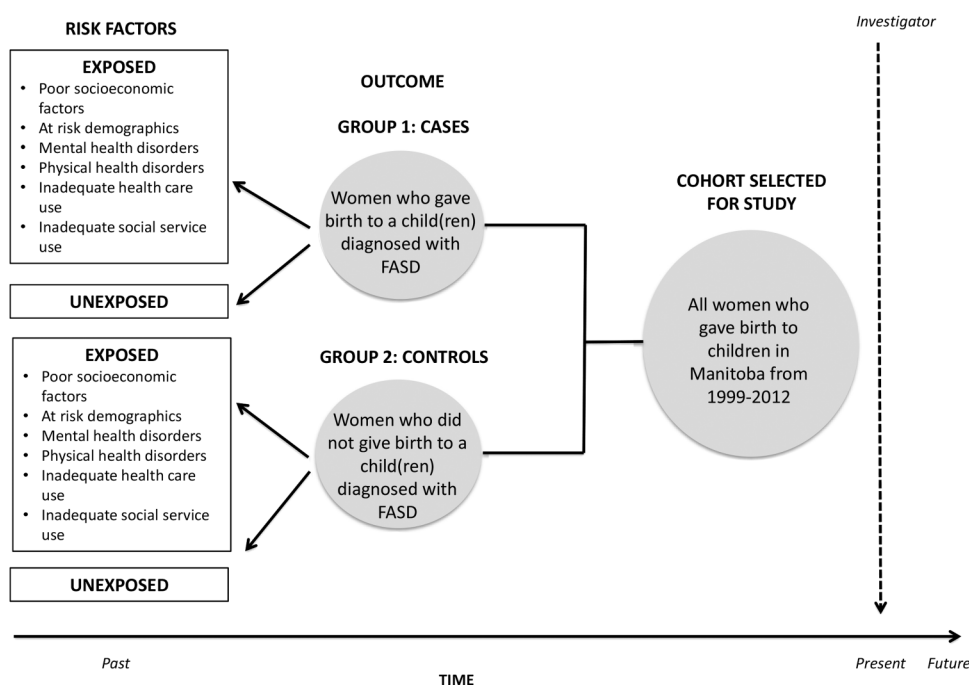 Investigator
RISK FACTORS
EXPOSED
• Poor socioeconomic
factors
• At risk demographics
• Mental health disorders
• Physical health disorders
• Inadequate health care
use
• Inadequate social service
use
UNEXPOSED
EXPOSED
• Poor socioeconomic
factors
• At risk demographics
• Mental health disorders
• Physical health disorders
• Inadequate health care
use
• Inadequate social service
use
UNEXPOSED
OUTCOME
GROUP 1: CASES
Women who gave
birth to a child(ren)
diagnosed with
FASD
GROUP 2: CONTROLS
Women who did
not give birth to a
child(ren)
diagnosed with
FASD
COHORT SELECTED
FOR STUDY
All women who
gave birth to
children in
Manitoba from
1999-2012
Past
Present
Future
TIME